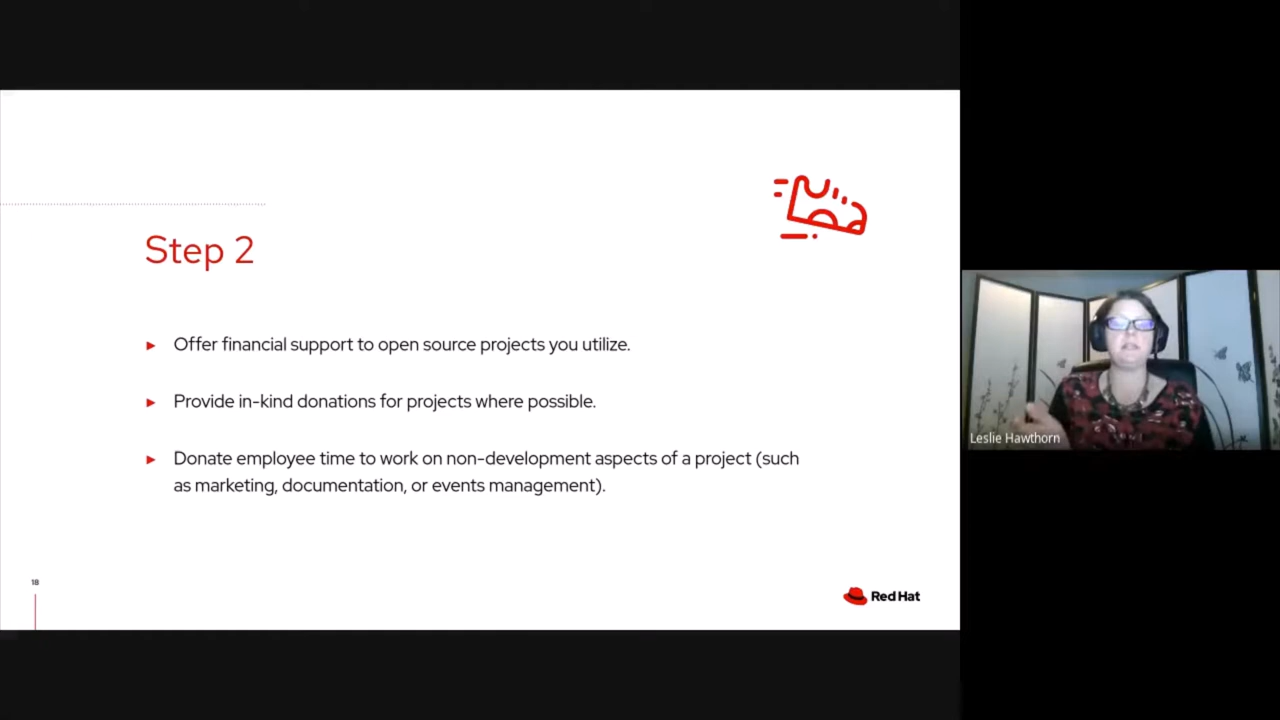 Step 2
► Offer financial support to open source projects you utilize.
► Provide in-kind donations for projects where possible.
► Donate employee time to work on non-development aspects of a project (such
as marketing, documentation, or events management).
18
Red Hat
Leslie Hawthorn